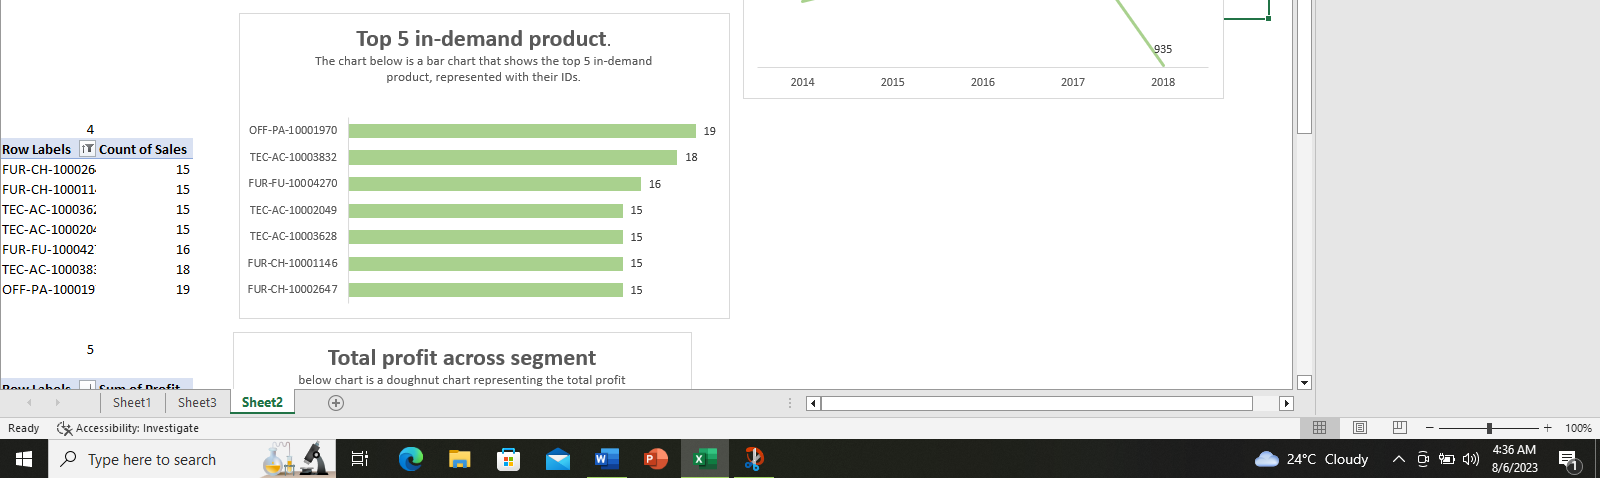 Top 5 in-demand product.
The chart below is a bar chart that shows the top 5 in-demand
product, represented with their IDs.
OFF-PA-10001970 19
TEC-AC-10003832 18
FUR-FU-10004270 16
TEC-AC-10002049 15
TEC-AC-10003628 15
FUR-CH-10001146 15
FUR-CH-10002647 15
935
2014 2015 2016 2017 2018
4
Row Labels Count of Sales
FUR-CH-100026 15
FUR-CH-100011 15
TEC-AC-100036 15
TEC-AC-100020 15
FUR-FU-100042 16
TEC-AC-100038 18
OFF-PA-100019 19
5
Row Labels Sum of Profit
Total profit across segment
below chart is a doughnut chart representing the total profit
Sheet1 Sheet3 Sheet2
Ready Accessibility: Investigate 100%
Type here to search
24°C Cloudy
4:36 AM
8/6/2023
1